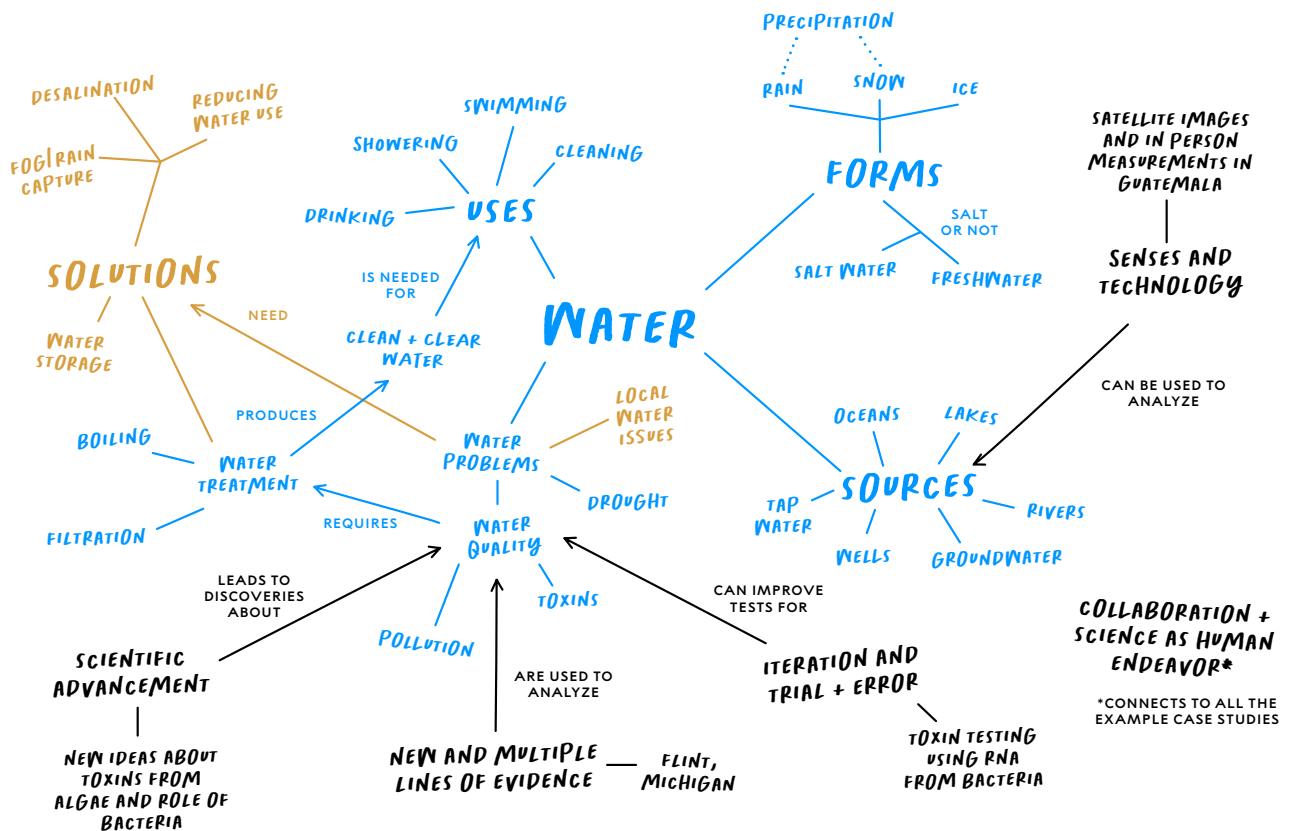 PRECIPITATION
RAIN
SNOW
ICE
FORMS
SALT
OR NOT
SALT WATER
FRESHWATER
DESALINATION
REDUCING
WATER USE
FOG/RAIN
CAPTURE
SOLUTIONS
WATER
STORAGE
NEED
SWIMMING
SHOWERING
CLEANING
DRINKING
USES
IS NEEDED
FOR
CLEAN + CLEAR
WATER
WATER
SATELLITE IMAGES
AND IN PERSON
MEASUREMENTS IN
GUATEMALA
SENSES AND
TECHNOLOGY
CAN BE USED TO
ANALYZE
PRODUCES
BOILING
WATER
TREATMENT
FILTRATION
REQUIRES
WATER
PROBLEMS
LOCAL
WATER
ISSUES
DROUGHT
WATER
QUALITY
POLLUTION
TOXINS
OCEANS
LAKES
SOURCES
TAP
WATER
WELLS
GROUNDWATER
RIVERS
LEADS TO
DISCOVERIES
ABOUT
SCIENTIFIC
ADVANCEMENT
NEW IDEAS ABOUT
TOXINS FROM
ALGAE AND ROLE OF
BACTERIA
ARE USED TO
ANALYZE
NEW AND MULTIPLE
LINES OF EVIDENCE
FLINT,
MICHIGAN
CAN IMPROVE
TESTS FOR
ITERATION AND
TRIAL + ERROR
TOXIN TESTING
USING RNA
FROM BACTERIA
COLLABORATION +
SCIENCE AS HUMAN
ENDEAVOR*
*CONNECTS TO ALL THE
EXAMPLE CASE STUDIES